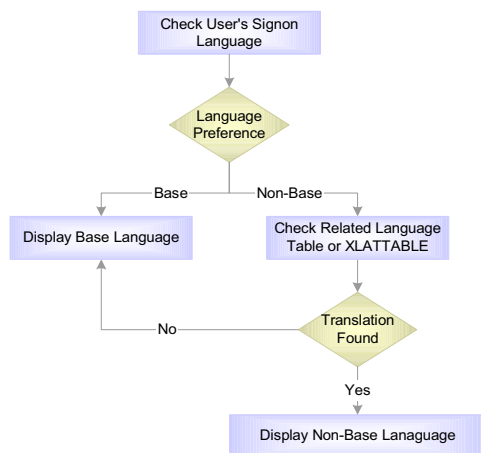 Check User's Signon
Language
Language
Preference
Base
Non-Base
Display Base Language
Check Related Language
Table or XLATTABLE
No
Translation
Found
Yes
Display Non-Base Lanaguage